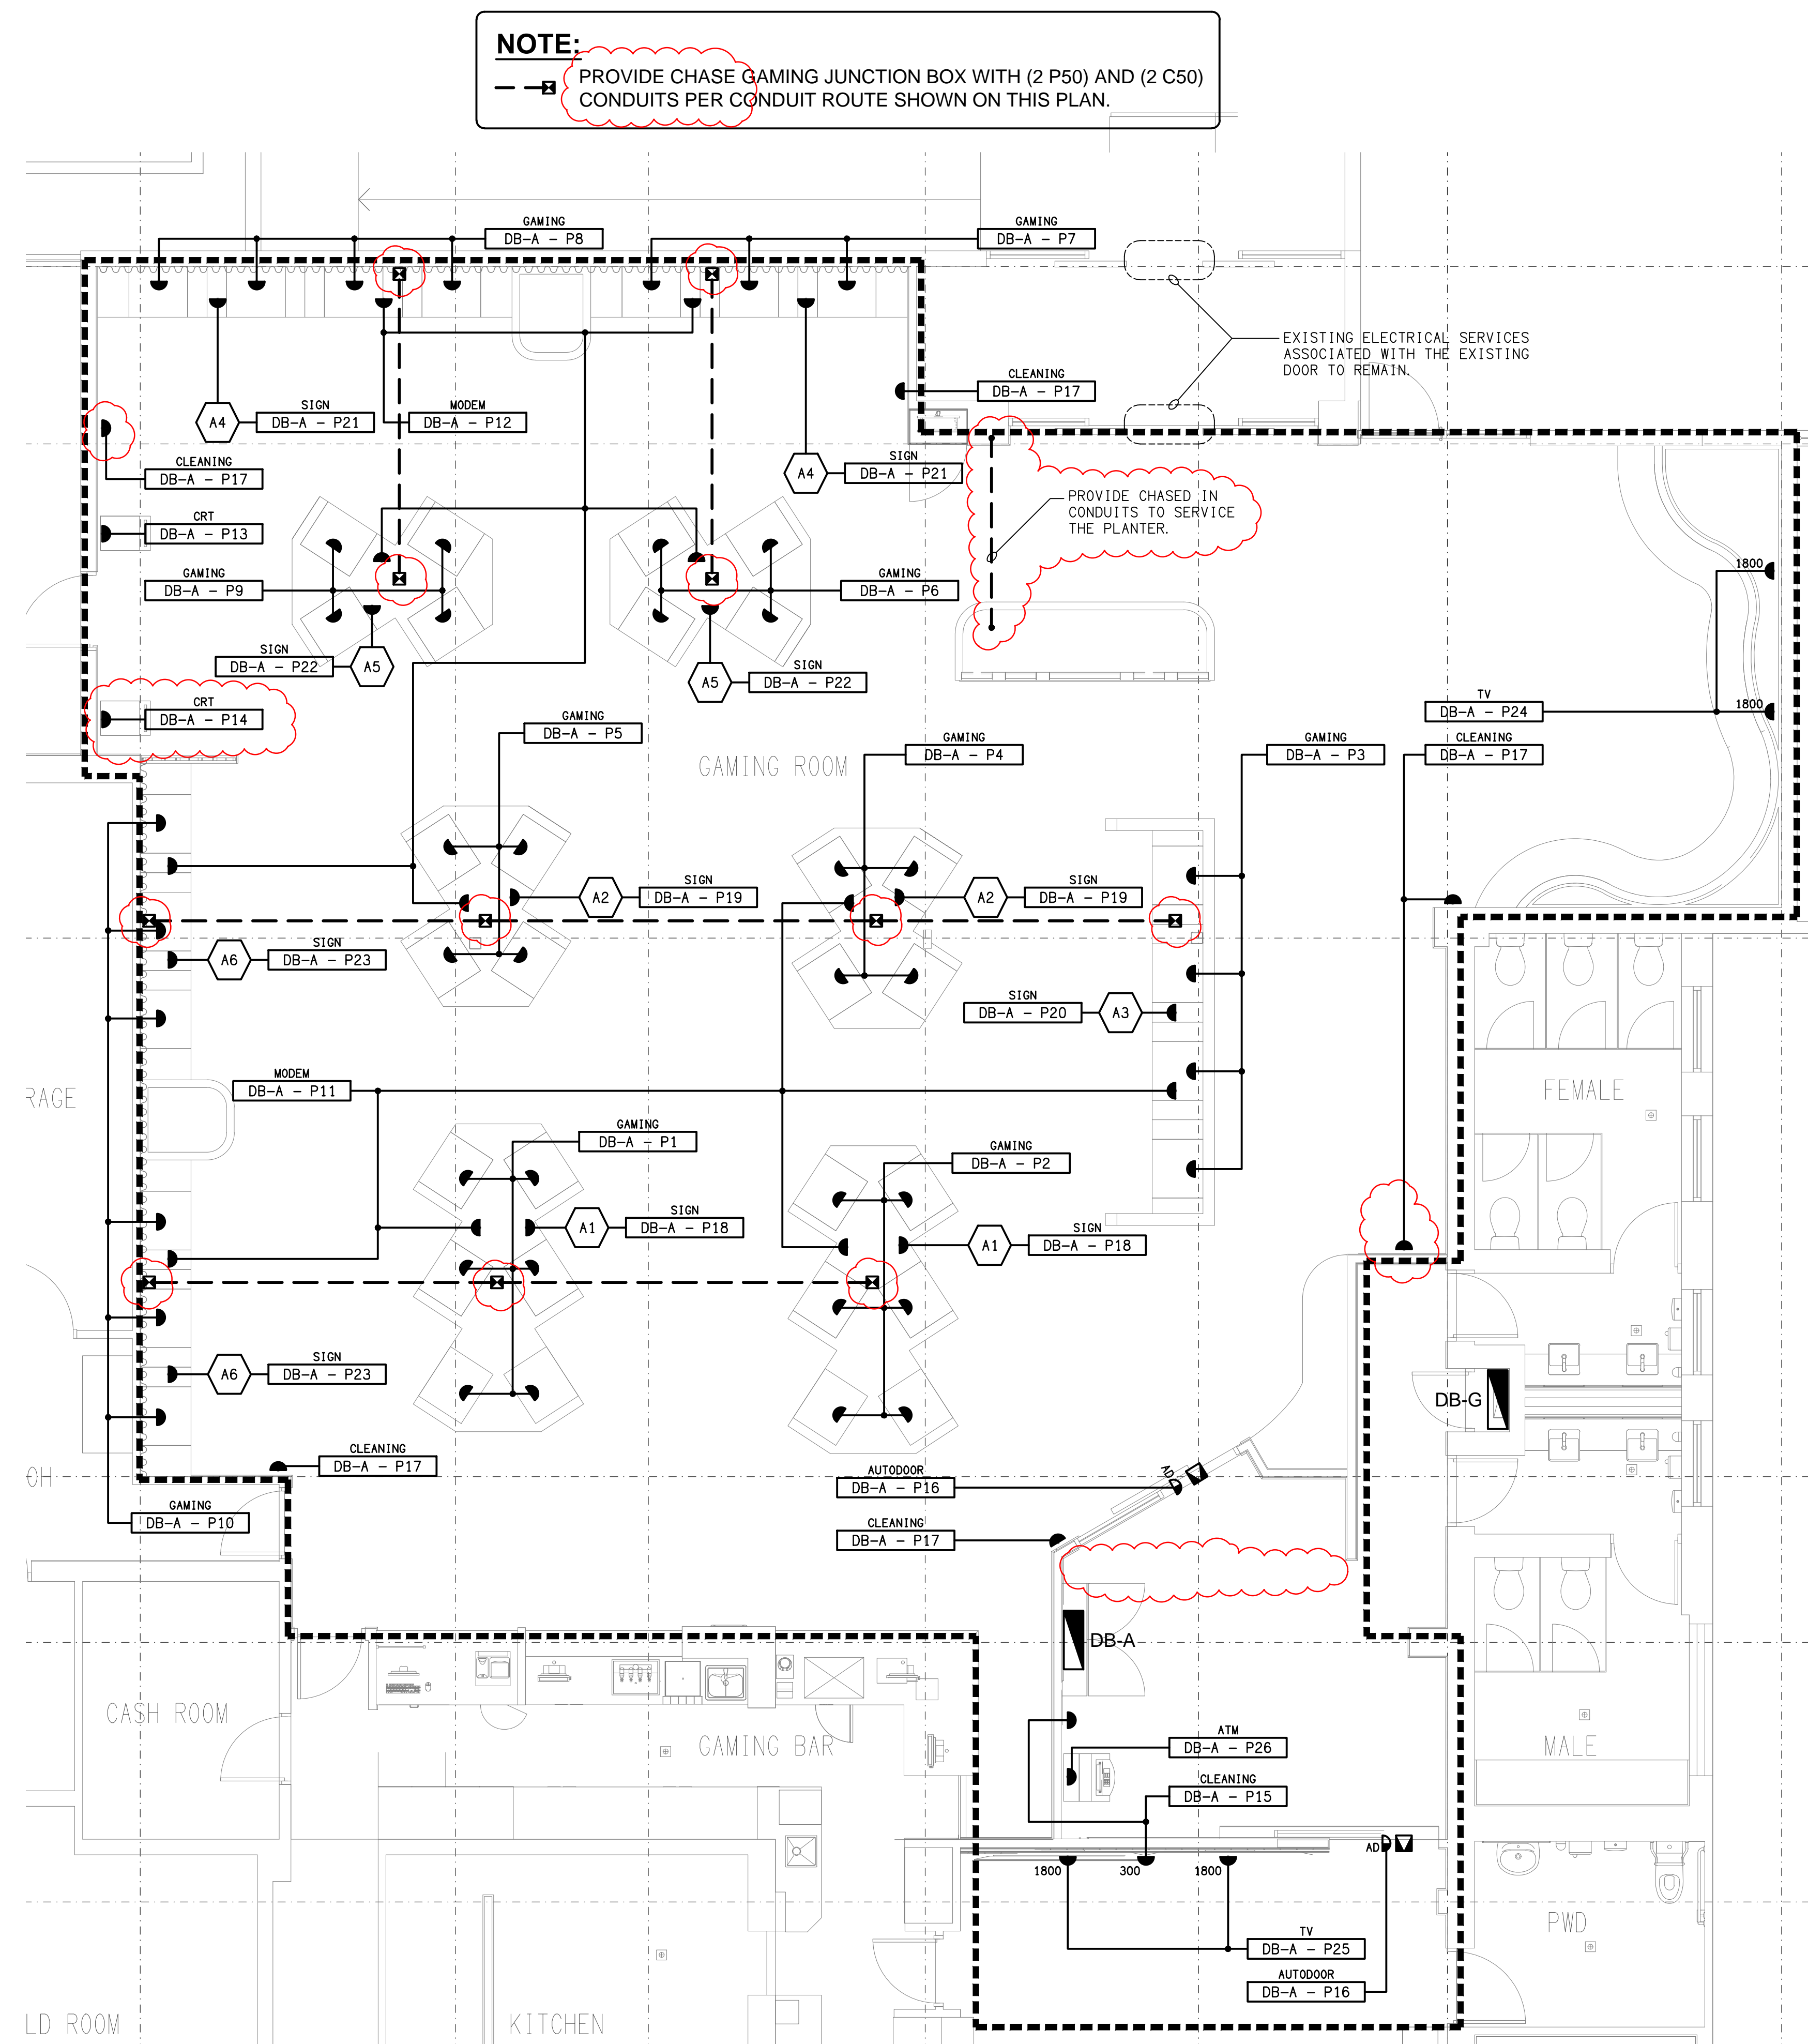 NOTE:
PROVIDE CHASE GAMING JUNCTION BOX WITH (2 P50) AND (2 C50)
CONDUITS PER CONDUIT ROUTE SHOWN ON THIS PLAN.
GAMING
DB-A - P8
GAMING
DB-A - P7
EXISTING ELECTRICAL SERVICES
ASSOCIATED WITH THE EXISTING
DOOR TO REMAIN.
CLEANING
DB-A - P17
A4
SIGN
DB-A - P21
MODEM
DB-A - P12
CLEANING
DB-A - P17
A4
SIGN
DB-A - P21
PROVIDE CHASED IN
CONDUITS TO SERVICE
THE PLANTER.
CRT
DB-A - P13
GAMING
DB-A - P9
GAMING
DB-A - P6
1800
SIGN
DB-A - P22
A5
A5
SIGN
DB-A - P22
CRT
DB-A - P14
TV
DB-A - P24
1800
GAMING
DB-A - P5
GAMING ROOM
GAMING
DB-A - P4
GAMING
DB-A - P3
CLEANING
DB-A - P17
A2
SIGN
DB-A - P19
A2
SIGN
DB-A - P19
A6
SIGN
DB-A - P23
SIGN
DB-A - P20
A3
MODEM
DB-A - P11
RAGE
FEMALE
GAMING
DB-A - P1
GAMING
DB-A - P2
A1
SIGN
DB-A - P18
A1
SIGN
DB-A - P18
A6
SIGN
DB-A - P23
DB-G
CLEANING
DB-A - P17
OH
AUTODOOR
DB-A - P16
AD
GAMING
DB-A - P10
CLEANING
DB-A - P17
DB-A
CASH ROOM
GAMING BAR
ATM
DB-A - P26
MALE
CLEANING
DB-A - P15
AD
1800
300
1800
PWD
TV
DB-A - P25
AUTODOOR
DB-A - P16
LD ROOM
KITCHEN